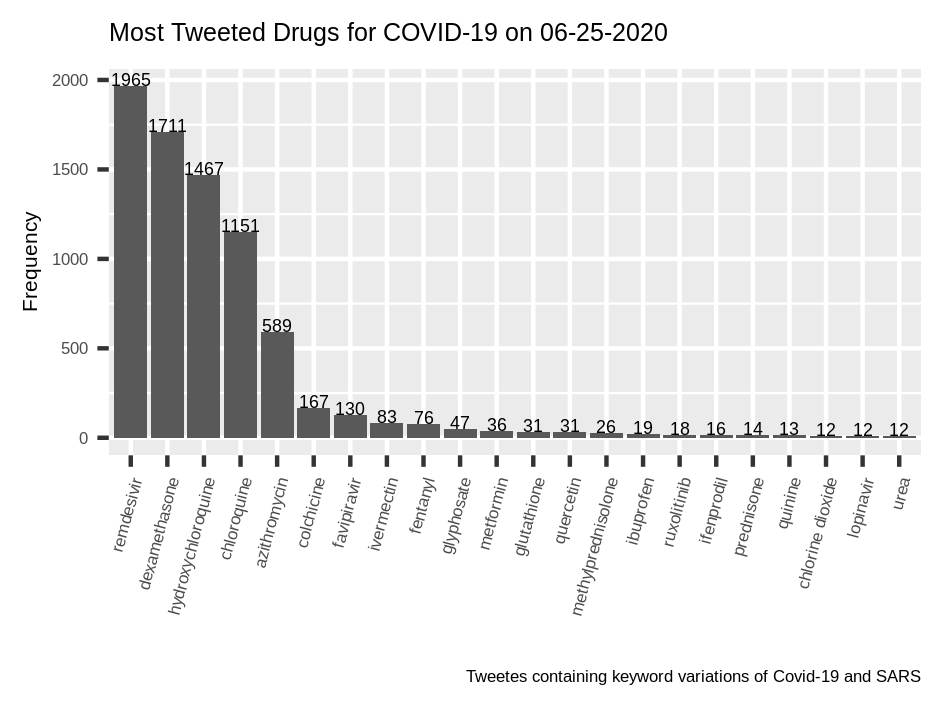 Most Tweeted Drugs for COVID-19 on 06-25-2020
Frequency
2000
1500
1000
500
0
1965
1711
1467
1151
589
167
130
83
76
47
36
31
31
26
19
18
16
14
13
12
12
12
remdesivir
dexamethasone
hydroxychloroquine
chloroquine
azithromycin
colchicine
favipiravir
ivermectin
fentanyl
glyphosate
metformin
glutathione
quercetin
methylprednisolone
ibuprofen
ruxolitinib
ifenprodil
prednisone
quinine
chlorine dioxide
lopinavir
urea
Tweetes containing keyword variations of Covid-19 and SARS